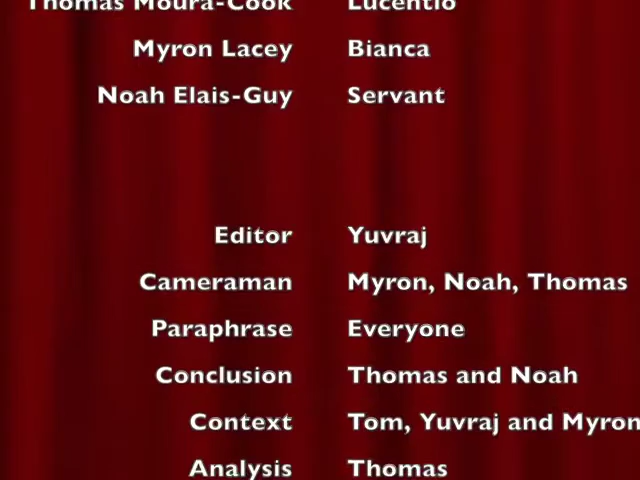 Thomas Moura-Cook Lucentio
Myron Lacey Bianca
Noah Elais-Guy Servant
Editor Yuvraj
Cameraman Myron, Noah, Thomas
Paraphrase Everyone
Conclusion Thomas and Noah
Context Tom, Yuvraj and Myron
Analysis Thomas